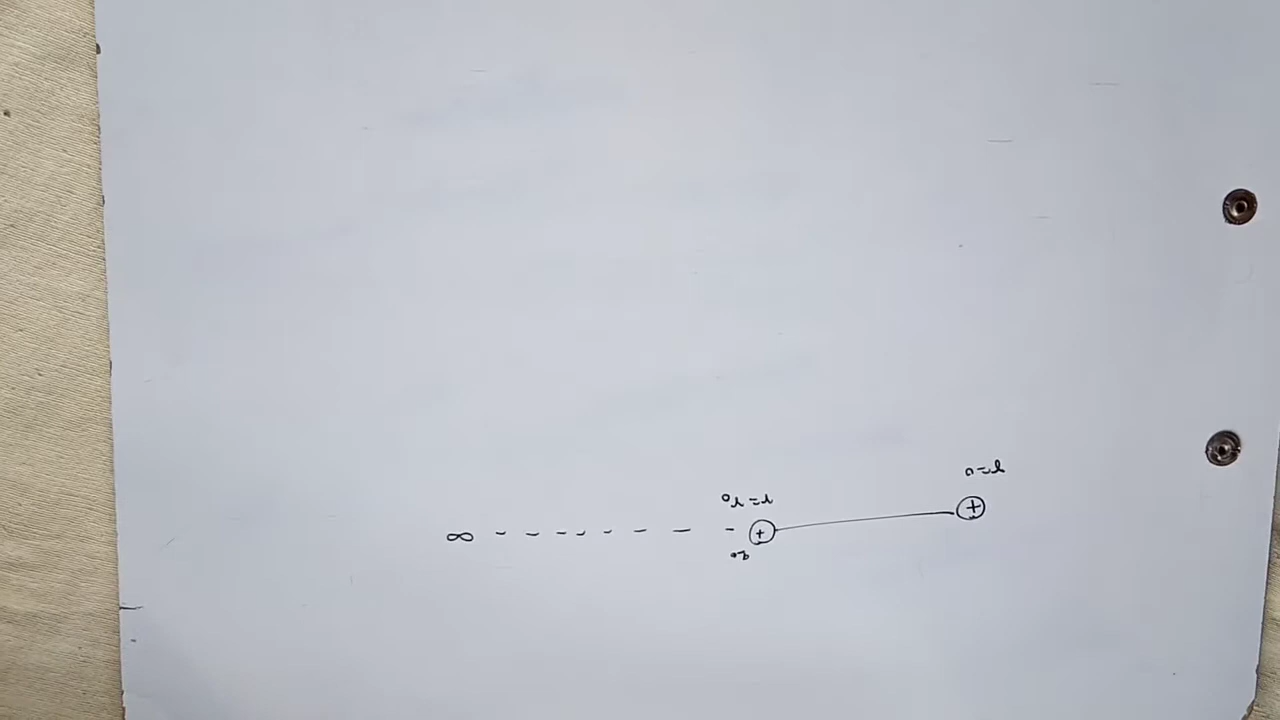 q₀
+ + ∞
r=0 r=r₀